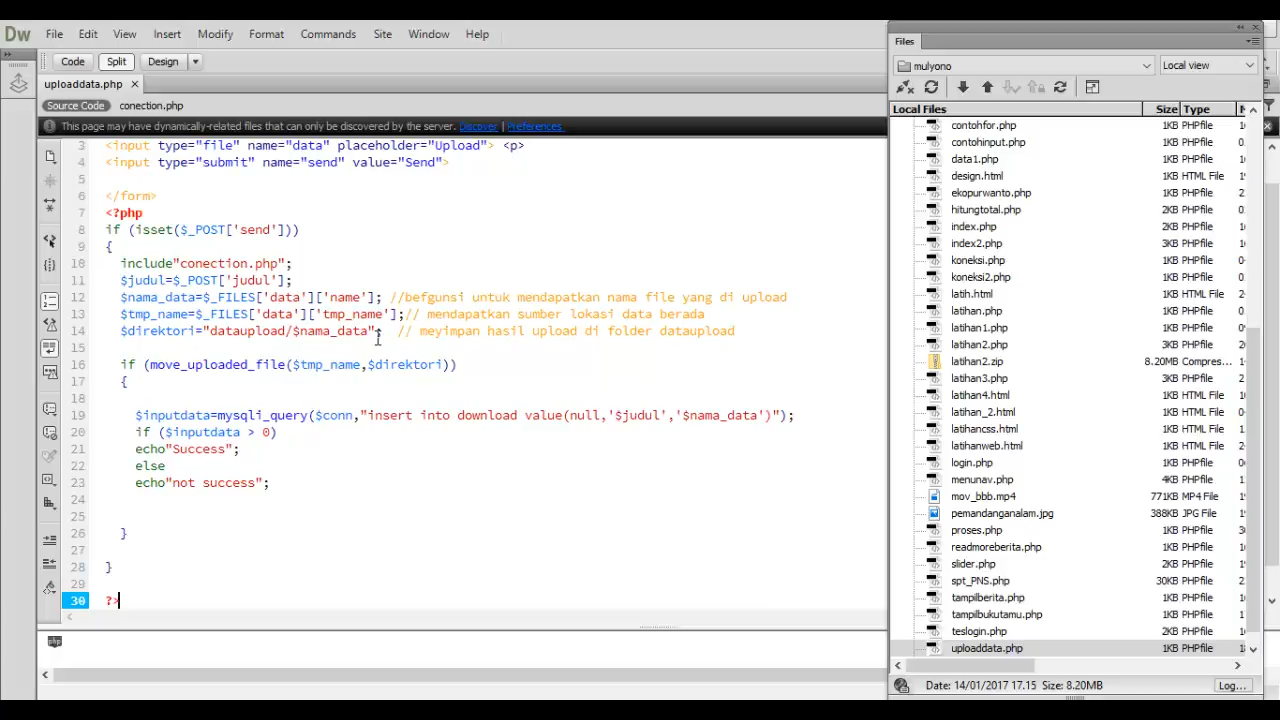 Dw File Edit View Insert Modify Format Commands Site Window Help
Code Split Design
uploaddata.php ×
Source Code conection.php
This page may have dynamically-related files that can only be discovered by the server. Discover Preferences
3 <input type="file" name="data" placeholder="Upload"> <p>
4 <input type="submit" name="send" value="Send">
5
6 </form>
7 <?php
8 if (isset($_POST['send']))
9 {
10 include"conection.php";
11 $judul=$_POST['judul'];
12 $nama_data=$_FILES['data']['name']; //befgunsi untuk mendapatkan nama file yang di upload
13 $tmp_name=$_FILES['data']['tmp_name'];// mendapatkan sumber lokasi data berada
14 $direktori="dataupload/$nama_data"; // meyimpan hasil upload di folder dataupload
15
16 if (move_uploaded_file($tmp_name,$direktori))
17 {
18
19 $inputdata=mysqli_query($conn,"insert into download value(null,'$judul','$nama_data')");
20 if ($inputdata > 0)
21 echo"Success";
22 else
23 echo"not success";
24
25
26 }
27
28 }
29
30 ?>
php
Files
mulyono Local view
Local Files Size Type
contohfor.php 1KB PHPfile
contohinput.php 1KB PHPfile
data1.php 1KB PHPfile
design.html 1KB HTML File
ekopurwanto.php 1KB PHPfile
hitungtotal.php 2KB PHPfile
index.php 2KB PHPfile
index2.php 3KB PHPfile
koneksi.php 1KB PHPfile
koneksi2.php 1KB PHPfile
latih.html 1KB HTML File
latihan.php 1KB PHPfile
latihan1.php 1KB PHPfile
latihan2.php 3KB PHPfile
latihan2.zip 8.20MB Compres...
latihan3.php 3KB PHPfile
latihan4.html 1KB HTML File
latihan_2.html 1KB HTML File
latihancss.html 1KB HTML File
latihanweb.html 1KB HTML File
login.php 1KB PHPfile
menunav.php 4KB PHPfile
mov_bbb.mp4 771KB MP4 File
pemandanganalam.jpg 388KB JPG File
proses.php 1KB PHPfile
readmoreberita.php 1KB PHPfile
slider.php 1KB PHPfile
spt_PNS.php 30KB PHPfile
tampilberita.php 1KB PHPfile
tampilbukutamu.php 1KB PHPfile
teslogin.php 2KB PHPfile
uploaddata.php 1KB PHPfile
Date: 14/01/2017 17.15 Size: 8.20MB Log...